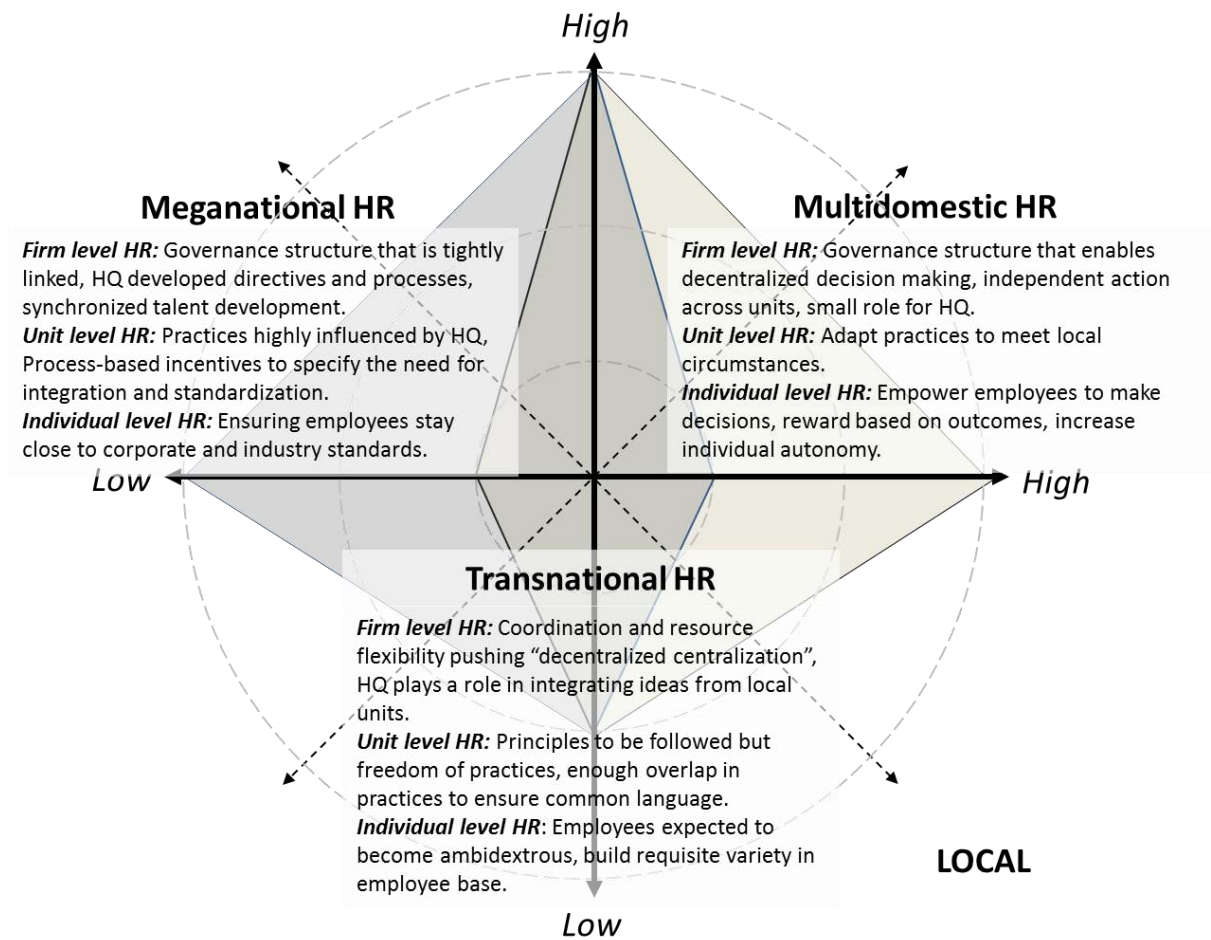 High
Meganational HR
Firm level HR: Governance structure that is tightly
linked, HQ developed directives and processes,
synchronized talent development.
Unit level HR: Practices highly influenced by HQ,
Process-based incentives to specify the need for
integration and standardization.
Individual level HR: Ensuring employees stay
close to corporate and industry standards.
Multidomestic HR
Firm level HR: Governance structure that enables
decentralized decision making, independent action
across units, small role for HQ.
Unit level HR: Adapt practices to meet local
circumstances.
Individual level HR: Empower employees to make
decisions, reward based on outcomes, increase
individual autonomy.
Low
High
Transnational HR
Firm level HR: Coordination and resource
flexibility pushing “decentralized centralization”,
HQ plays a role in integrating ideas from local
units.
Unit level HR: Principles to be followed but
freedom of practices, enough overlap in
practices to ensure common language.
Individual level HR: Employees expected to
become ambidextrous, build requisite variety in
employee base.
LOCAL
Low